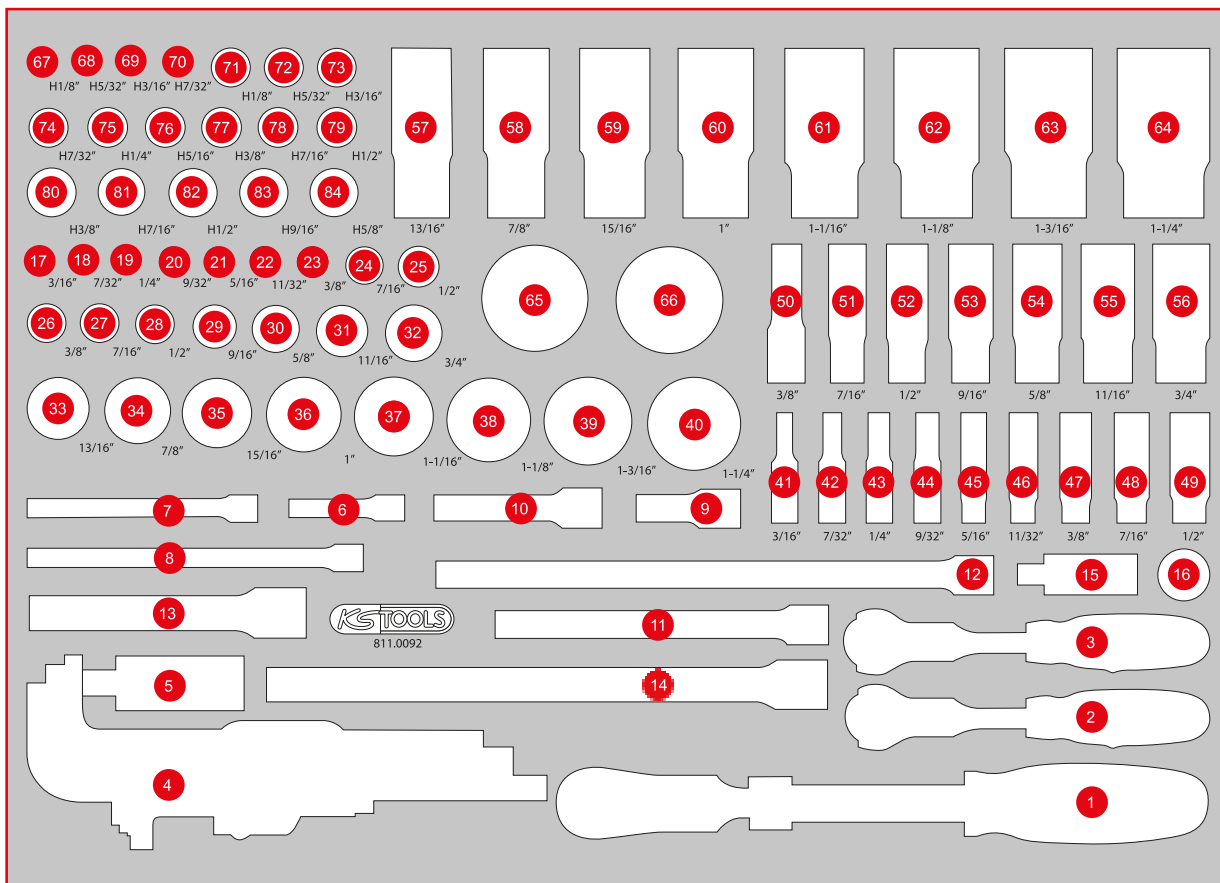 67 68 69 70 71 72 73
H1/8” H5/32” H3/16” H7/32” H1/8” H5/32” H3/16”
74 75 76 77 78 79
H7/32” H1/4” H5/16” H3/8” H7/16” H1/2”
80 81 82 83 84
H3/8” H7/16” H1/2” H9/16” H5/8”
57 58 59 60 61 62 63 64
13/16” 7/8” 15/16” 1” 1-1/16” 1-1/8” 1-3/16” 1-1/4”
17 18 19 20 21 22 23 24 25
3/16” 7/32” 1/4” 9/32” 5/16” 11/32” 3/8” 7/16” 1/2”
26 27 28 29 30 31 32
3/8” 7/16” 1/2” 9/16” 5/8” 11/16” 3/4”
65 66
50 51 52 53 54 55 56
3/8” 7/16” 1/2” 9/16” 5/8” 11/16” 3/4”
33 34 35 36 37 38 39 40
13/16” 7/8” 15/16” 1” 1-1/16” 1-1/8” 1-3/16” 1-1/4”
41 42 43 44 45 46 47 48 49
3/16” 7/32” 1/4” 9/32” 5/16” 11/32” 3/8” 7/16” 1/2”
7 6 10 9
8 12 15 16
13 KS TOOLS 11 3
811.0092
5 14 2
4 1